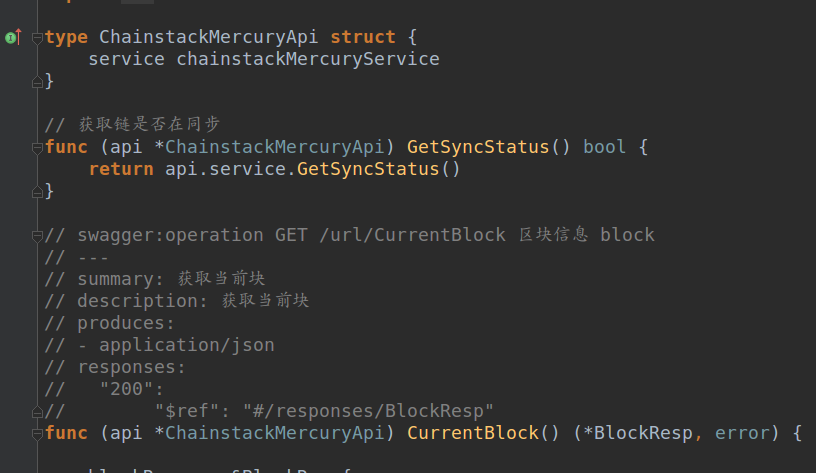 type ChainstackMercuryApi struct {
    service chainstackMercuryService
}
// 获取链是否在同步
func (api *ChainstackMercuryApi) GetSyncStatus() bool {
    return api.service.GetSyncStatus()
}
// swagger:operation GET /url/CurrentBlock 区块信息 block
// ---
// summary: 获取当前块
// description: 获取当前块
// produces:
// - application/json
// responses:
//   "200":
//        "$ref": "#/responses/BlockResp"
func (api *ChainstackMercuryApi) CurrentBlock() (*BlockResp, error) {